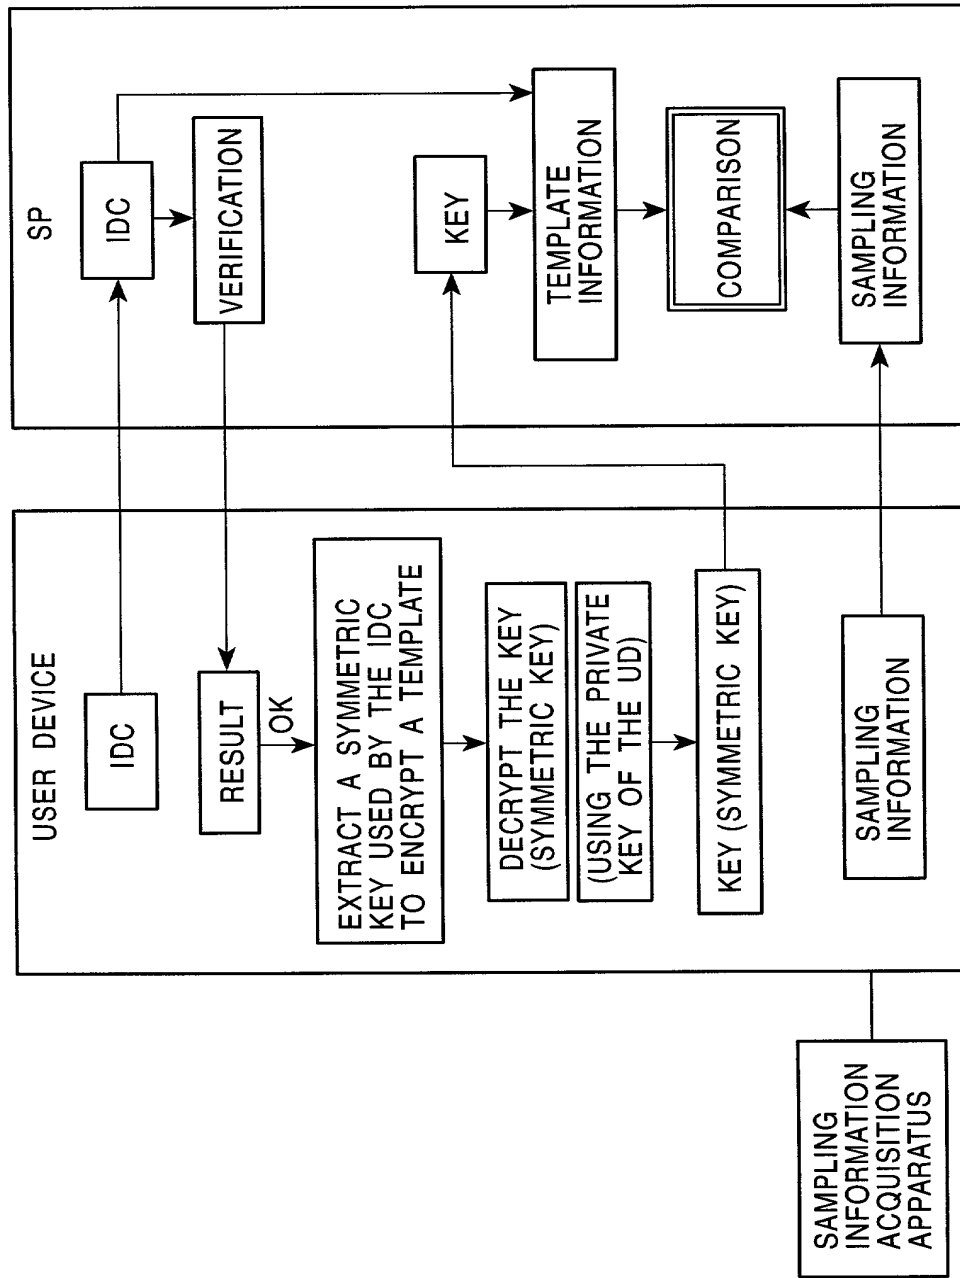 SAMPLING
INFORMATION
ACQUISITION
APPARATUS
USER DEVICE
IDC
RESULT
OK
EXTRACT A SYMMETRIC
KEY USED BY THE IDC
TO ENCRYPT A TEMPLATE
DECRYPT THE KEY
(SYMMETRIC KEY)
(USING THE PRIVATE
KEY OF THE UD)
KEY (SYMMETRIC KEY)
SAMPLING
INFORMATION
SP
IDC
VERIFICATION
KEY
TEMPLATE
INFORMATION
COMPARISON
SAMPLING
INFORMATION